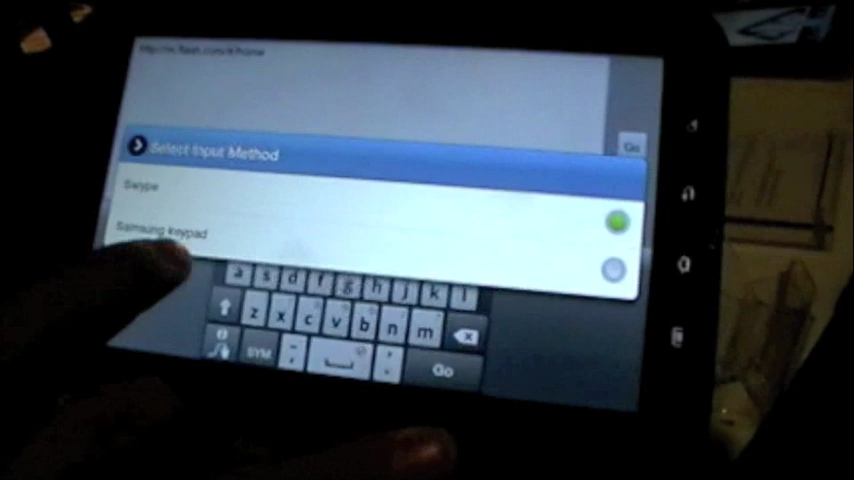 Go
Select Input Method
Swype
Samsung keypad
a s d f g h j k l
z x c v b n m
SYM
Go